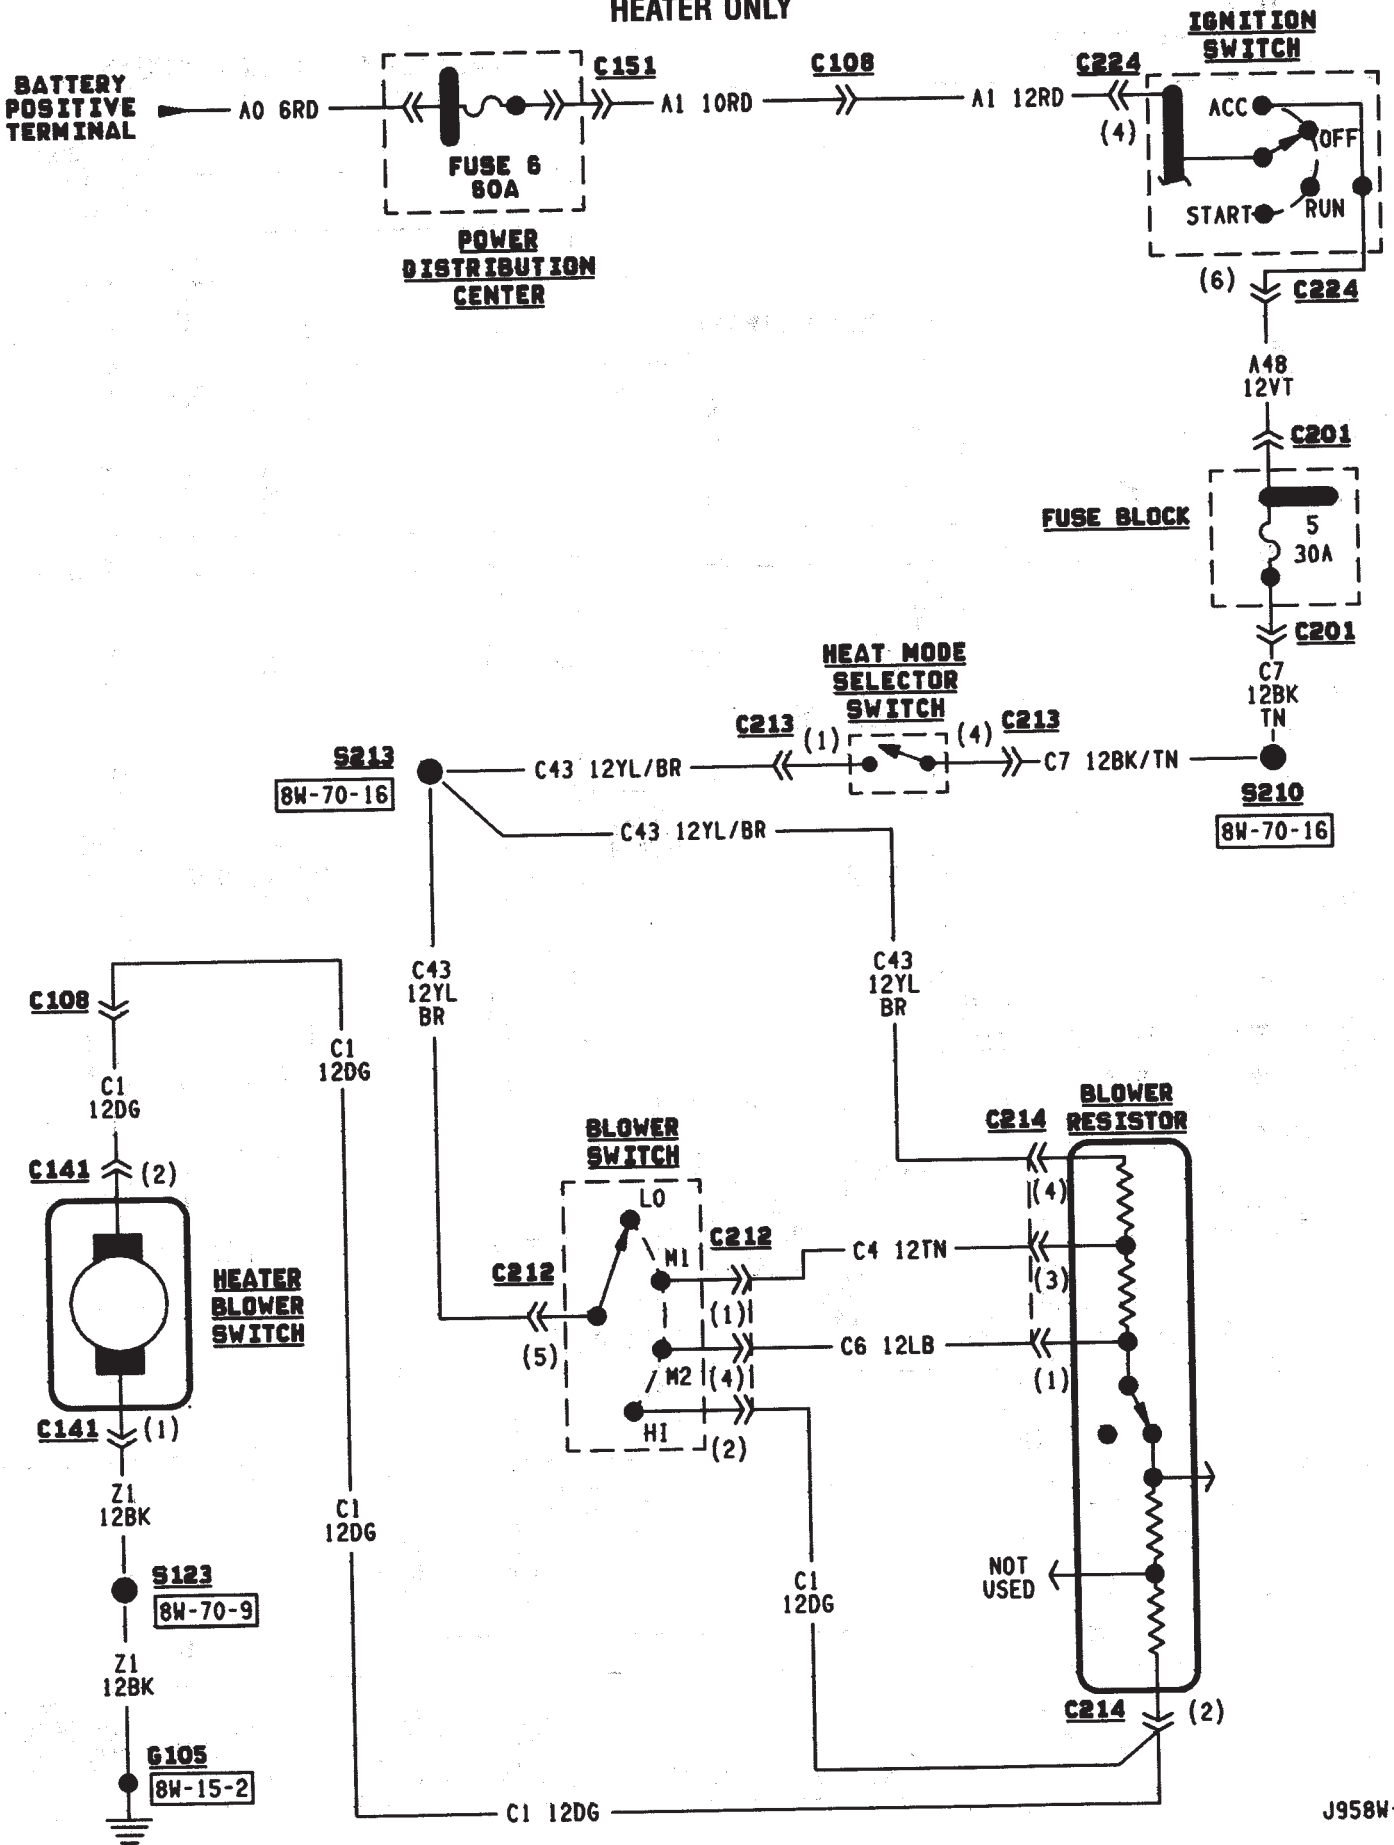 HEATER ONLY
IGNITION
SWITCH
BATTERY
POSITIVE
TERMINAL
A0 6RD
FUSE 6
60A
C151
A1 10RD
C108
A1 12RD
C224
(4)
ACC
OFF
START
RUN
POWER
DISTRIBUTION
CENTER
(6)
C224
A48
12VT
C201
FUSE BLOCK
5
30A
C201
C7
12BK
TN
HEAT MODE
SELECTOR
SWITCH
C213
(1)
(4)
C213
S213
8W-70-16
C43 12YL/BR
C7 12BK/TN
S210
8W-70-16
C43 12YL/BR
C43
12YL
BR
C43
12YL
BR
C108
C1
12DG
C1
12DG
C141
(2)
HEATER
BLOWER
SWITCH
C141
(1)
Z1
12BK
S123
8W-70-9
Z1
12BK
G105
8W-15-2
BLOWER
SWITCH
LO
M1
M2
HI
C212
(5)
C212
(1)
(4)
(2)
C4 12TN
C6 12LB
BLOWER
RESISTOR
C214
(4)
(3)
(1)
C1
12DG
C1
12DG
NOT
USED
C214
(2)
C1 12DG
J958W-